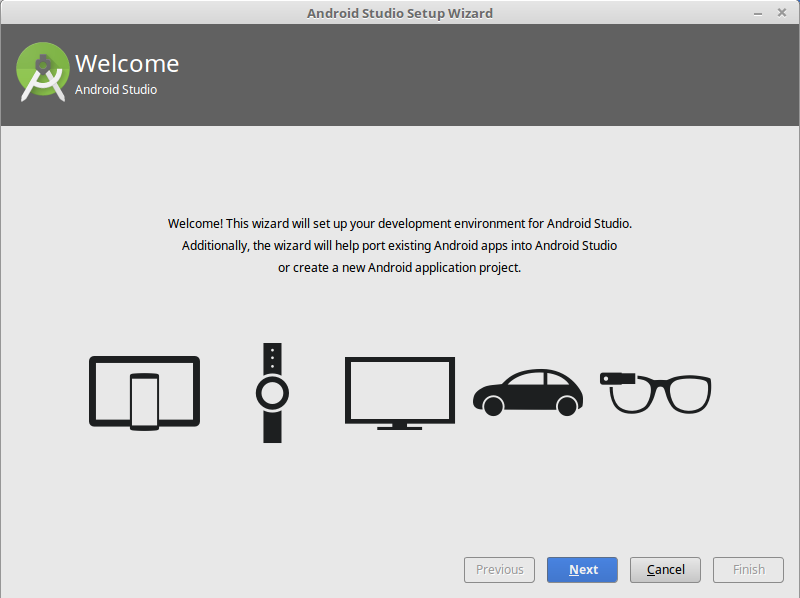 Android Studio Setup Wizard
Welcome
Android Studio
Welcome! This wizard will set up your development environment for Android Studio.
Additionally, the wizard will help port existing Android apps into Android Studio
or create a new Android application project.
Previous
Next
Cancel
Finish